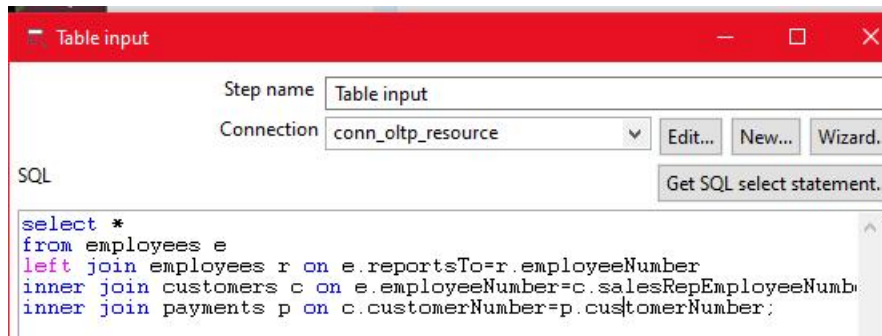 Table input
Step name Table input
Connection conn_oltp_resource Edit... New... Wizard.
SQL Get SQL select statement.
select *
from employees e
left join employees r on e.reportsTo=r.employeeNumber
inner join customers c on e.employeeNumber=c.salesRepEmployeeNumb
inner join payments p on c.customerNumber=p.customerNumber;